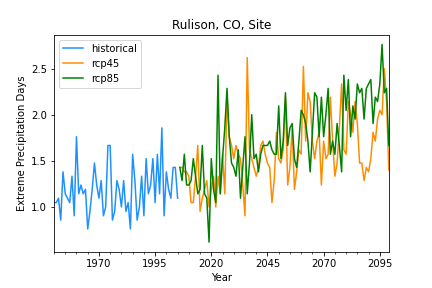 Rulison, CO, Site
historical
rcp45
rcp85
Extreme Precipitation Days
2.5
2.0
1.5
1.0
1970 1995 2020 2045 2070 2095
Year